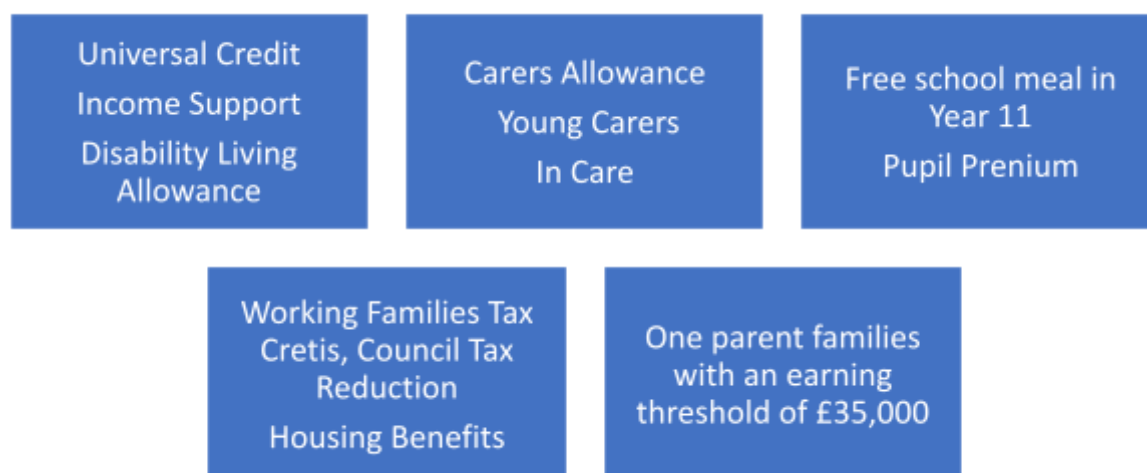 Universal Credit
Income Support
Disability Living
Allowance
Carers Allowance
Young Carers
In Care
Free school meal in
Year 11
Pupil Prenium
Working Families Tax
Cretis, Council Tax
Reduction
Housing Benefits
One parent families
with an earning
threshold of £35,000